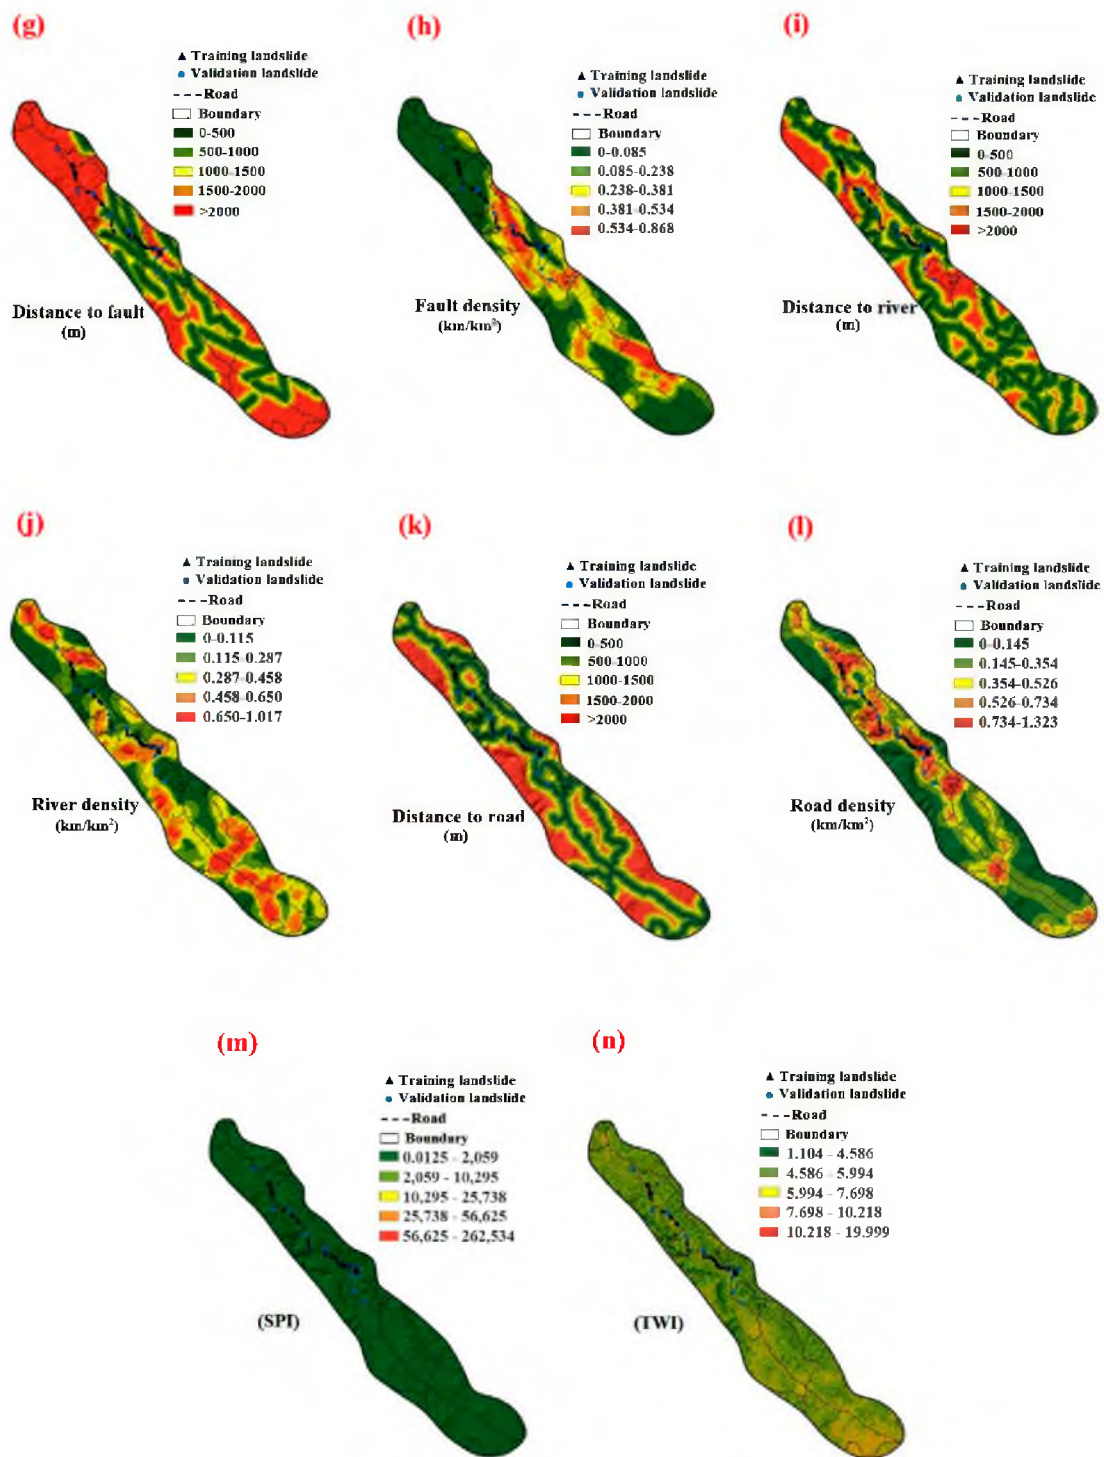 (g)
▲ Training landslide
● Validation landslide
---Road
Boundary
0-500
500-1000
1000-1500
1500-2000
>2000
Distance to fault
(m)
(h)
▲ Training landslide
● Validation landslide
---Road
Boundary
0-0.085
0.085-0.238
0.238-0.381
0.381-0.534
0.534-0.868
Fault density
(km/km²)
(i)
▲ Training landslide
● Validation landslide
---Road
Boundary
0-500
500-1000
1000-1500
1500-2000
>2000
Distance to river
(m)
(j)
▲ Training landslide
● Validation landslide
---Road
Boundary
0-0.115
0.115-0.287
0.287-0.458
0.458-0.650
0.650-1.017
River density
(km/km²)
(k)
▲ Training landslide
● Validation landslide
---Road
Boundary
0-500
500-1000
1000-1500
1500-2000
>2000
Distance to road
(m)
(l)
▲ Training landslide
● Validation landslide
---Road
Boundary
0-0.145
0.145-0.354
0.354-0.526
0.526-0.734
0.734-1.323
Road density
(km/km²)
(m)
▲ Training landslide
● Validation landslide
---Road
Boundary
0.0125 - 2,059
2,059 - 10,295
10,295 - 25,738
25,738 - 56,625
56,625 - 262,534
(SPI)
(n)
▲ Training landslide
● Validation landslide
---Road
Boundary
1.104 - 4.586
4.586 - 5.994
5.994 - 7.698
7.698 - 10.218
10.218 - 19.999
(TWI)